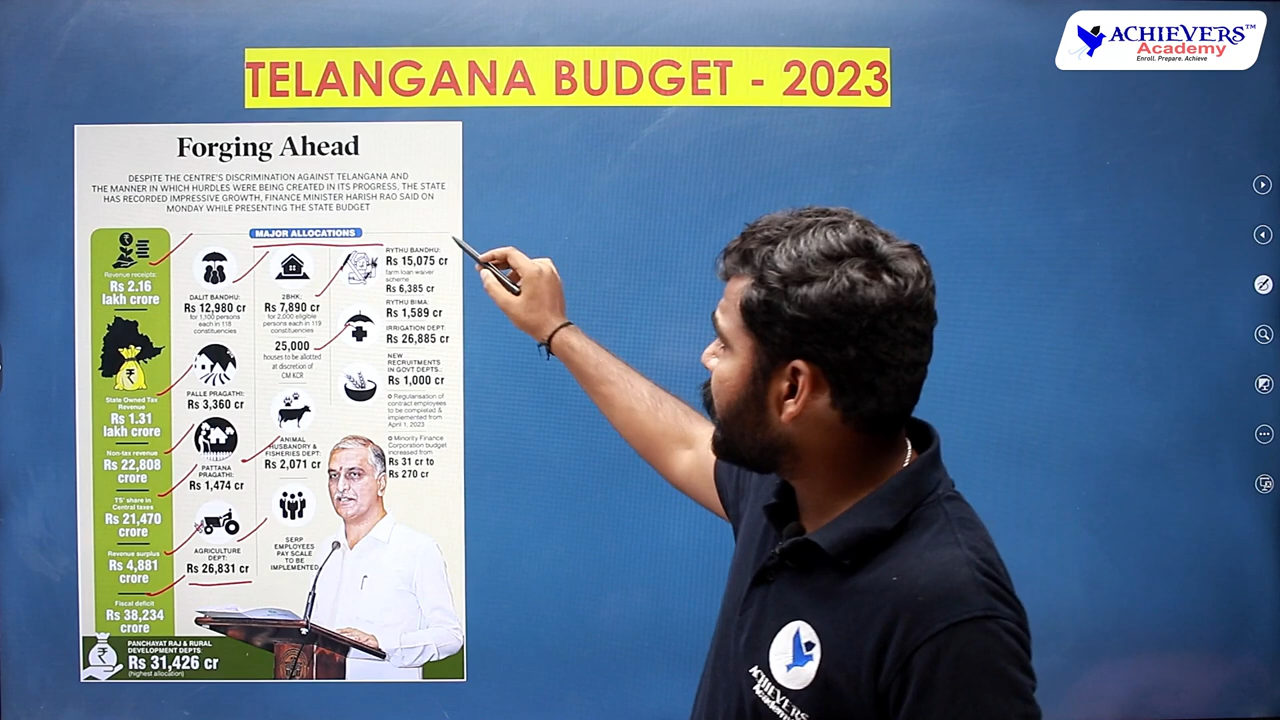 ACHIEVERS™
Academy
Enroll. Prepare. Achieve
TELANGANA BUDGET - 2023
Forging Ahead
DESPITE THE CENTRE'S DISCRIMINATION AGAINST TELANGANA AND
THE MANNER IN WHICH HURDLES WERE BEING CREATED IN ITS PROGRESS, THE STATE
HAS RECORDED IMPRESSIVE GROWTH, FINANCE MINISTER HARISH RAO SAID ON
MONDAY WHILE PRESENTING THE STATE BUDGET
MAJOR ALLOCATIONS
Revenue receipts:
Rs 2.16
lakh crore
State Owned Tax
Revenue
Rs 1.31
lakh crore
Non-tax revenue
Rs 22,808
crore
TS' share in
Central taxes
Rs 21,470
crore
Revenue surplus
Rs 4,881
crore
Fiscal deficit
Rs 38,234
crore
DALIT BANDHU:
Rs 12,980 cr
for 1,100 persons
each in 118
constituencies
PALLE PRAGATHI:
Rs 3,360 cr
PATTANA
PRAGATHI:
Rs 1,474 cr
AGRICULTURE
DEPT:
Rs 26,831 cr
2BHK:
Rs 7,890 cr
for 2,000 eligible
persons each in 119
constituencies
25,000
houses to be allotted
at discretion of
CM KCR
ANIMAL
HUSBANDRY &
FISHERIES DEPT:
Rs 2,071 cr
SERP
EMPLOYEES
PAY SCALE
TO BE
IMPLEMENTED
RYTHU BANDHU:
Rs 15,075 cr
farm loan waiver
scheme
Rs 6,385 cr
RYTHU BIMA:
Rs 1,589 cr
IRRIGATION DEPT:
Rs 26,885 cr
NEW
RECRUITMENTS
IN GOVT DEPTS..
Rs 1,000 cr
Regularisation of
contract employees
to be completed &
implemented from
April 1, 2023
Minority Finance
Corporation budget
increased from
Rs 31 cr to
Rs 270 cr
PANCHAYAT RAJ & RURAL
DEVELOPMENT DEPTS:
Rs 31,426 cr
(highest allocation)
ACHIEVERS
Academy